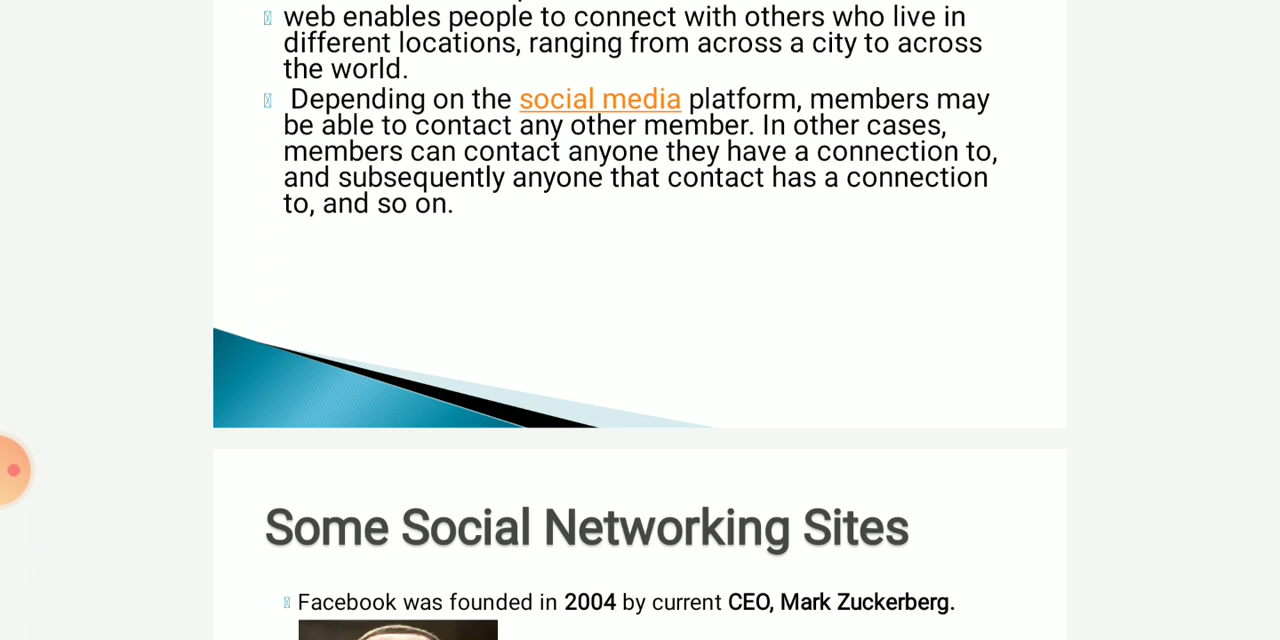 web enables people to connect with others who live in
different locations, ranging from across a city to across
the world.
Depending on the social media platform, members may
be able to contact any other member. In other cases,
members can contact anyone they have a connection to,
and subsequently anyone that contact has a connection
to, and so on.
Some Social Networking Sites
Facebook was founded in 2004 by current CEO, Mark Zuckerberg.